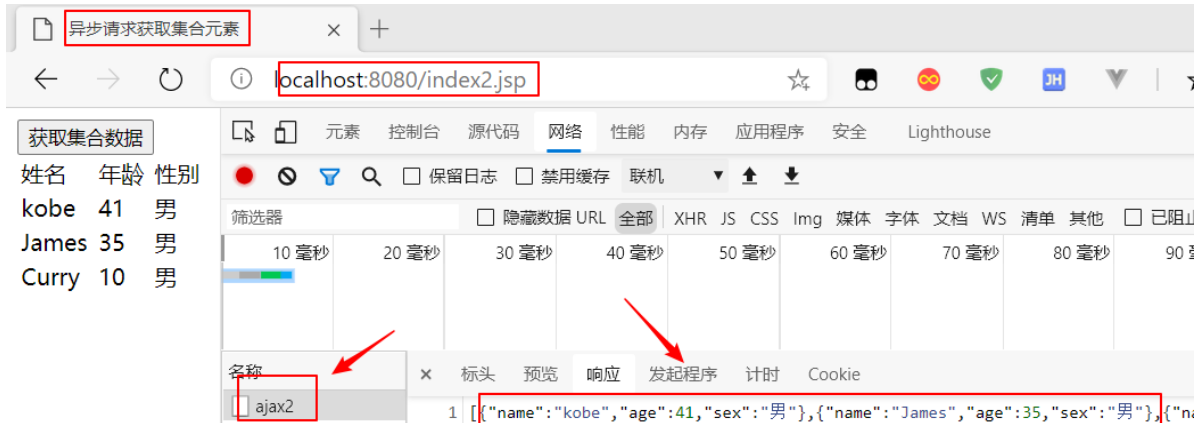 异步请求获取集合元素
localhost:8080/index2.jsp
JH
获取集合数据
元素 控制台 源代码 网络 性能 内存 应用程序 安全 Lighthouse
姓名 年龄 性别
kobe 41 男
James 35 男
Curry 10 男
保留日志 禁用缓存 联机
筛选器 隐藏数据 URL 全部 XHR JS CSS Img 媒体 字体 文档 WS 清单 其他 已阻止
10 毫秒 20 毫秒 30 毫秒 40 毫秒 50 毫秒 60 毫秒 70 毫秒 80 毫秒 90
名称
标头 预览 响应 发起程序 计时 Cookie
ajax2
1 [{"name":"kobe","age":41,"sex":"男"},{"name":"James","age":35,"sex":"男"},{"na